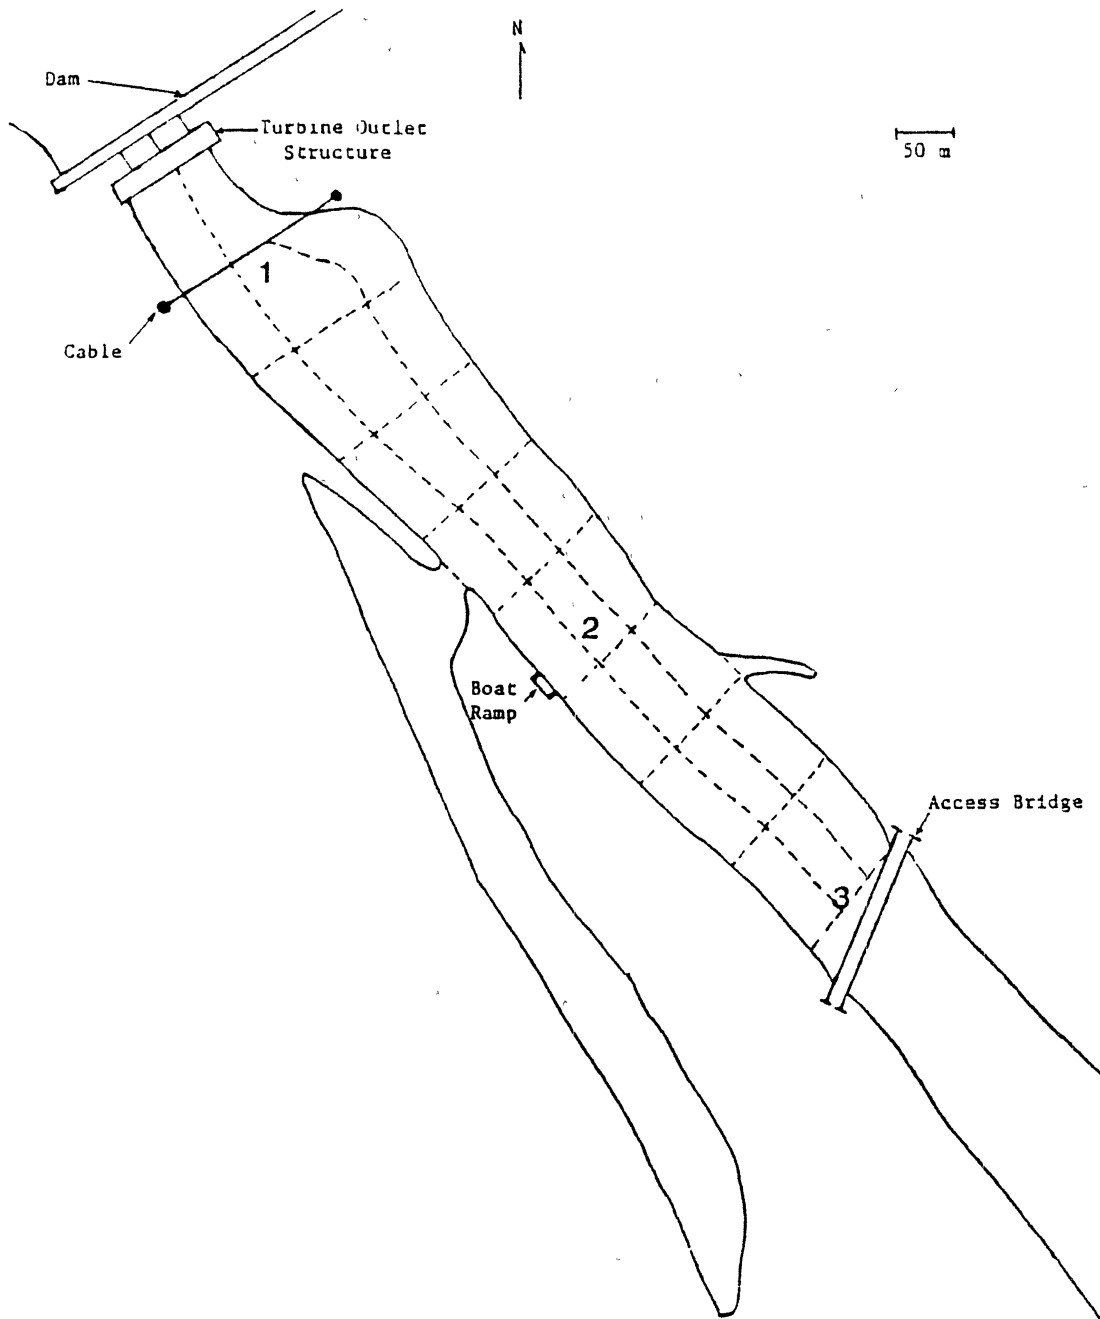 N
Dam
Turbine Outlet
Structure
50 m
1
Cable
2
Boat
Ramp
Access Bridge
3